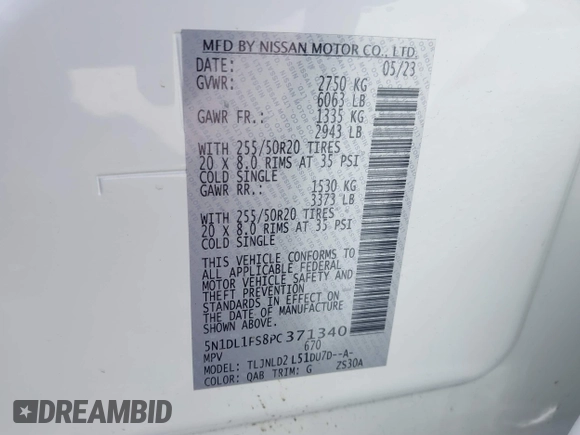 MFD BY NISSAN MOTOR CO., LTD.
DATE: 05/23
GVWR: 2750 KG
6063 LB
GAWR FR.: 1335 KG
2943 LB
WITH 255/50R20 TIRES
20 X 8.0 RIMS AT 35 PSI
COLD SINGLE
GAWR RR.: 1530 KG
3373 LB
WITH 255/50R20 TIRES
20 X 8.0 RIMS AT 35 PSI
COLD SINGLE
THIS VEHICLE CONFORMS TO
ALL APPLICABLE FEDERAL
MOTOR VEHICLE SAFETY AND
THEFT PREVENTION
STANDARDS IN EFFECT ON
THE DATE OF MANUFACTURE
SHOWN ABOVE.
5N1DL1FS8PC371340
MPV 670
MODEL: TLJNLD2 L51DU7D--A-
COLOR: QAB TRIM: G ZS30A
DREAMBID